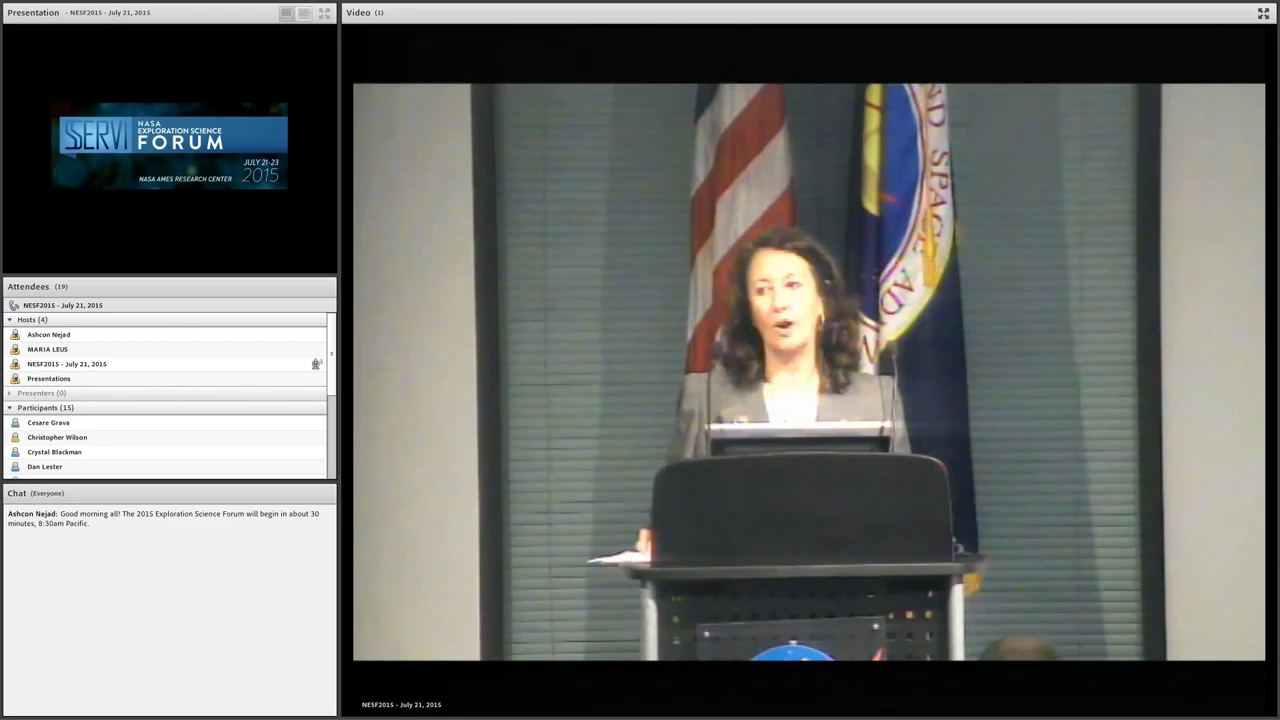 Presentation - NESF2015 - July 21, 2015
SSERVI
NASA
EXPLORATION SCIENCE
FORUM
JULY 21-23
2015
NASA AMES RESEARCH CENTER
Attendees (19)
NESF2015 - July 21, 2015
Hosts (4)
Ashcon Nejad
MARIA LEUS
NESF2015 - July 21, 2015
Presentations
Presenters (0)
Participants (15)
Cesare Grava
Christopher Wilson
Crystal Blackman
Dan Lester
Chat (Everyone)
Ashcon Nejad: Good morning all! The 2015 Exploration Science Forum will begin in about 30
minutes, 8:30am Pacific.
Video (1)
ND SPACE AD
NESF2015 - July 21, 2015